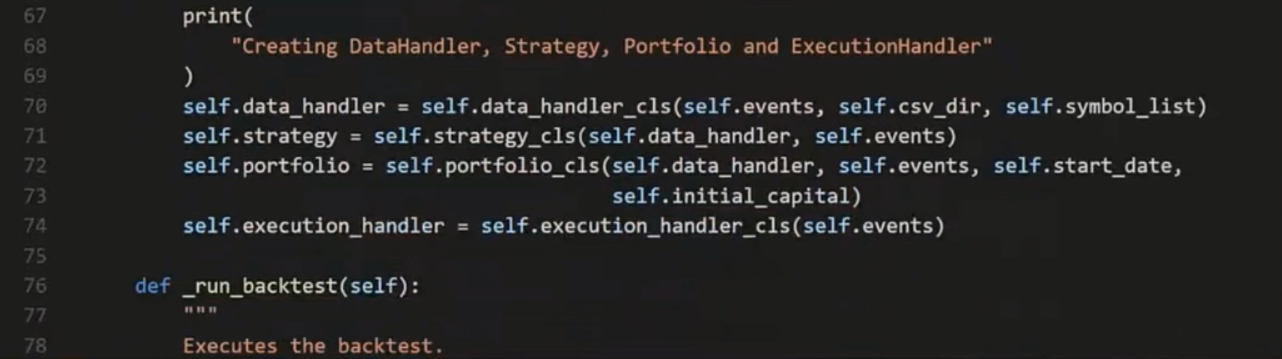 67 print(
68 "Creating DataHandler, Strategy, Portfolio and ExecutionHandler"
69 )
70 self.data_handler = self.data_handler_cls(self.events, self.csv_dir, self.symbol_list)
71 self.strategy = self.strategy_cls(self.data_handler, self.events)
72 self.portfolio = self.portfolio_cls(self.data_handler, self.events, self.start_date,
73 self.initial_capital)
74 self.execution_handler = self.execution_handler_cls(self.events)
75
76 def _run_backtest(self):
77 """
78 Executes the backtest.